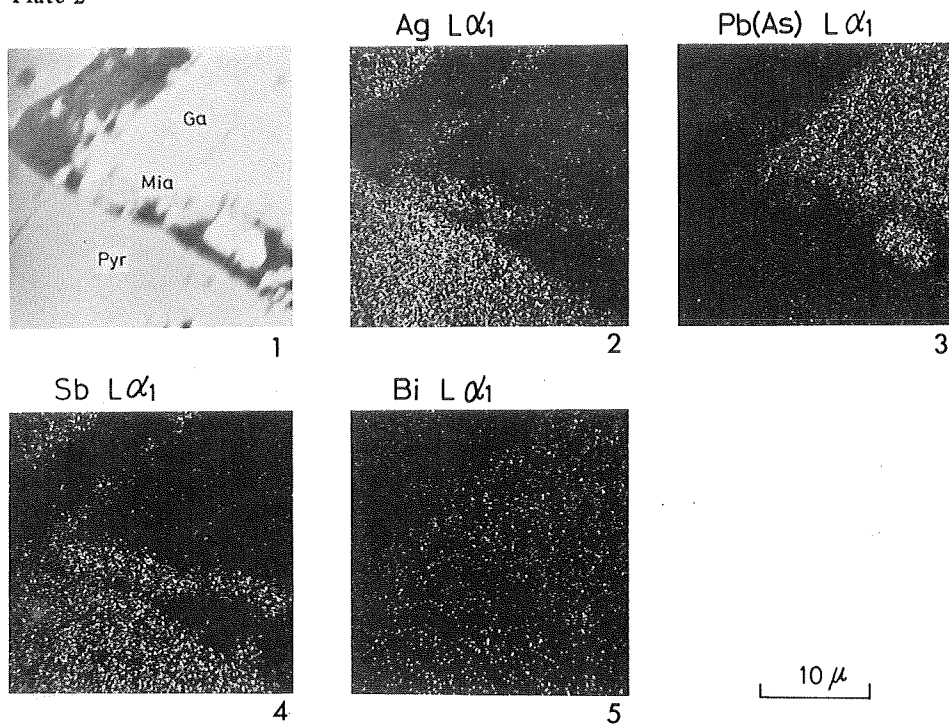 Plate 2
Ag Lα1
Pb(As) Lα1
Ga
Mia
Pyr
1
2
3
Sb Lα1
Bi Lα1
4
5
10 μ